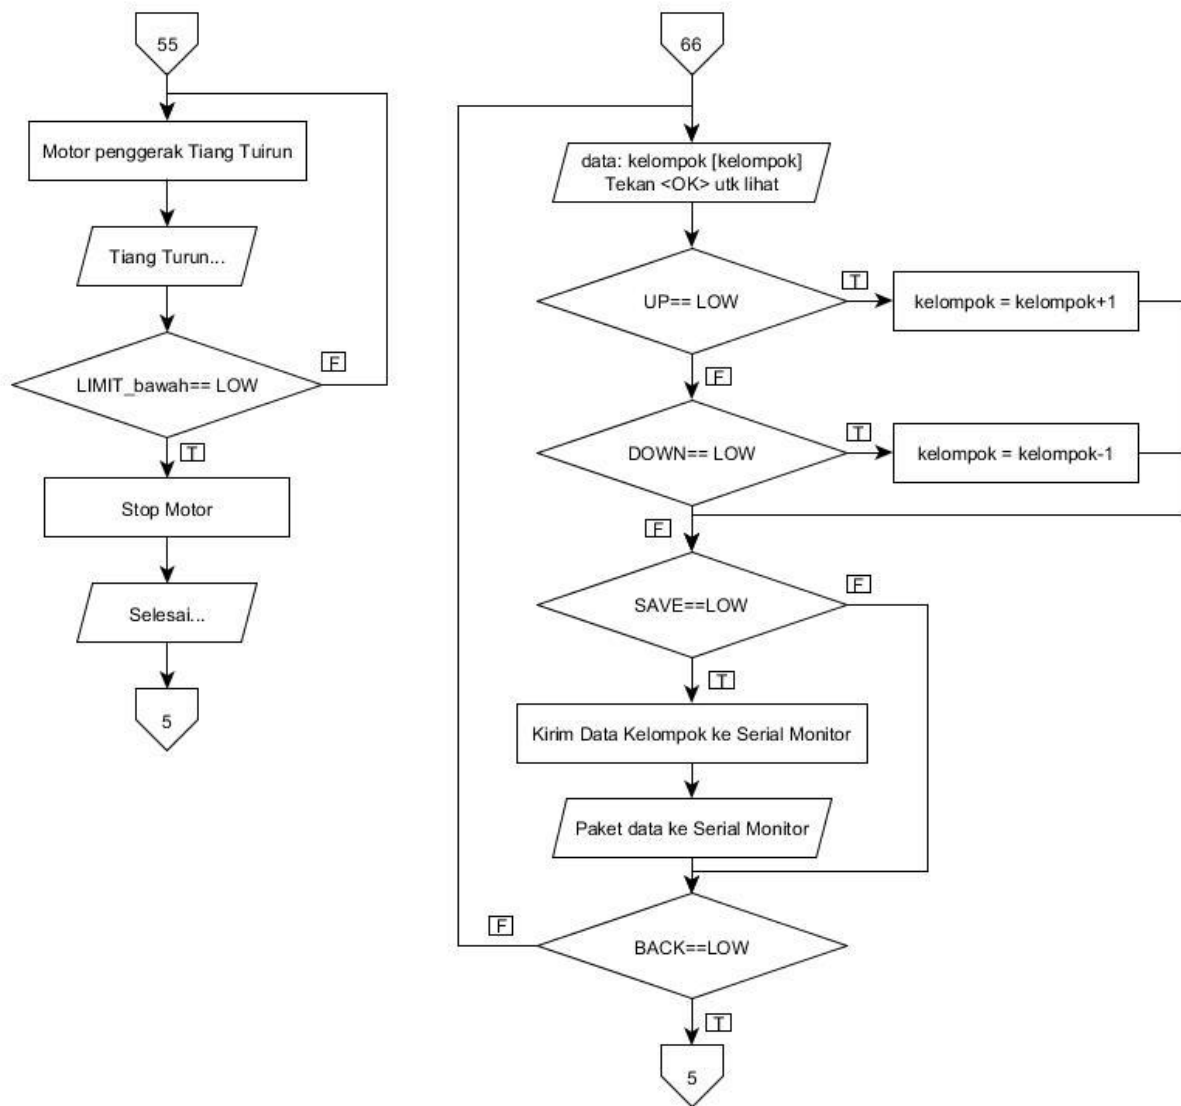 55
Motor penggerak Tiang Tuirun
Tiang Turun...
LIMIT_bawah== LOW
F
T
Stop Motor
Selesai...
5
66
data: kelompok [kelompok]
Tekan <OK> utk lihat
UP== LOW
T
kelompok = kelompok+1
F
DOWN== LOW
T
kelompok = kelompok-1
F
SAVE==LOW
F
T
Kirim Data Kelompok ke Serial Monitor
Paket data ke Serial Monitor
BACK==LOW
F
T
5